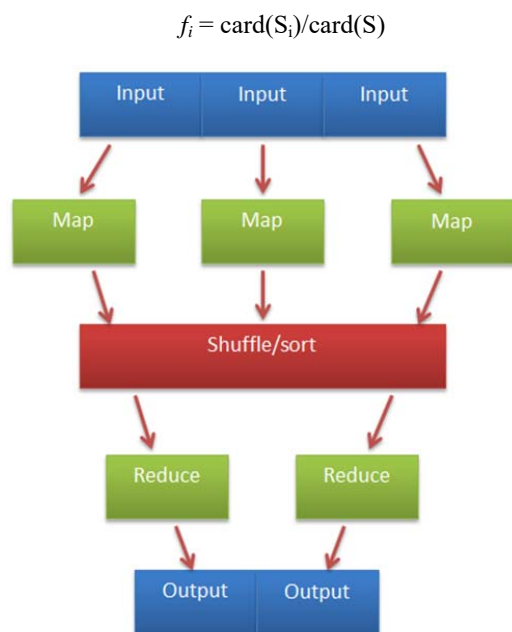 fi = card(Si)/card(S)
Input Input Input
Map Map Map
Shuffle/sort
Reduce Reduce
Output Output